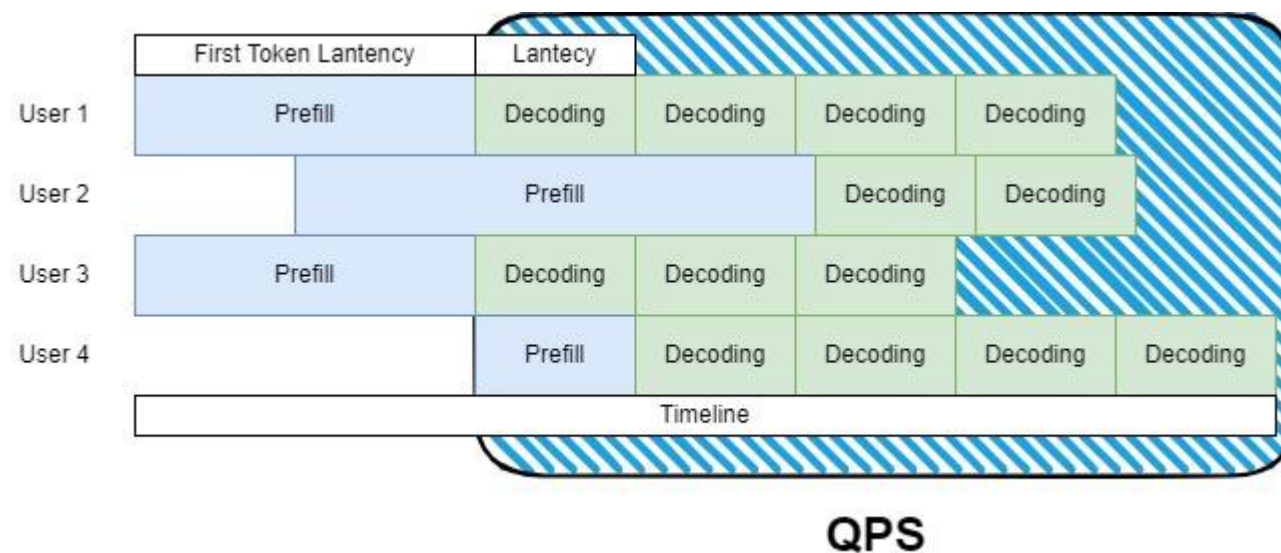 First Token Lantency Lantecy
User 1 Prefill Decoding Decoding Decoding Decoding
User 2 Prefill Decoding Decoding
User 3 Prefill Decoding Decoding Decoding
User 4 Prefill Decoding Decoding Decoding Decoding
Timeline
QPS